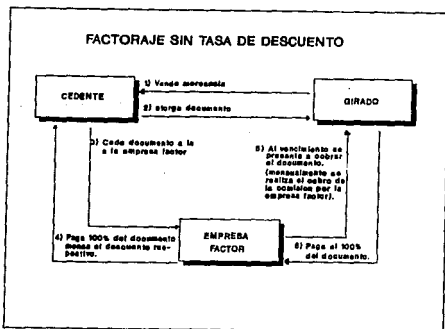 FACTORAJE SIN TASA DE DESCUENTO
1) Vende mercancia
CEDENTE
GIRADO
2) otorga documento
3) Cede documento a la
a la empresa factor
5) Al vencimiento se
presenta a cobrar
el documento.
(mensualmente se
realiza el cobro de
la comision por la
empresa factor).
EMPRESA
FACTOR
4) Paga 100% del documento
menos el descuento res-
pectivo.
6) Paga el 100%
del documento.